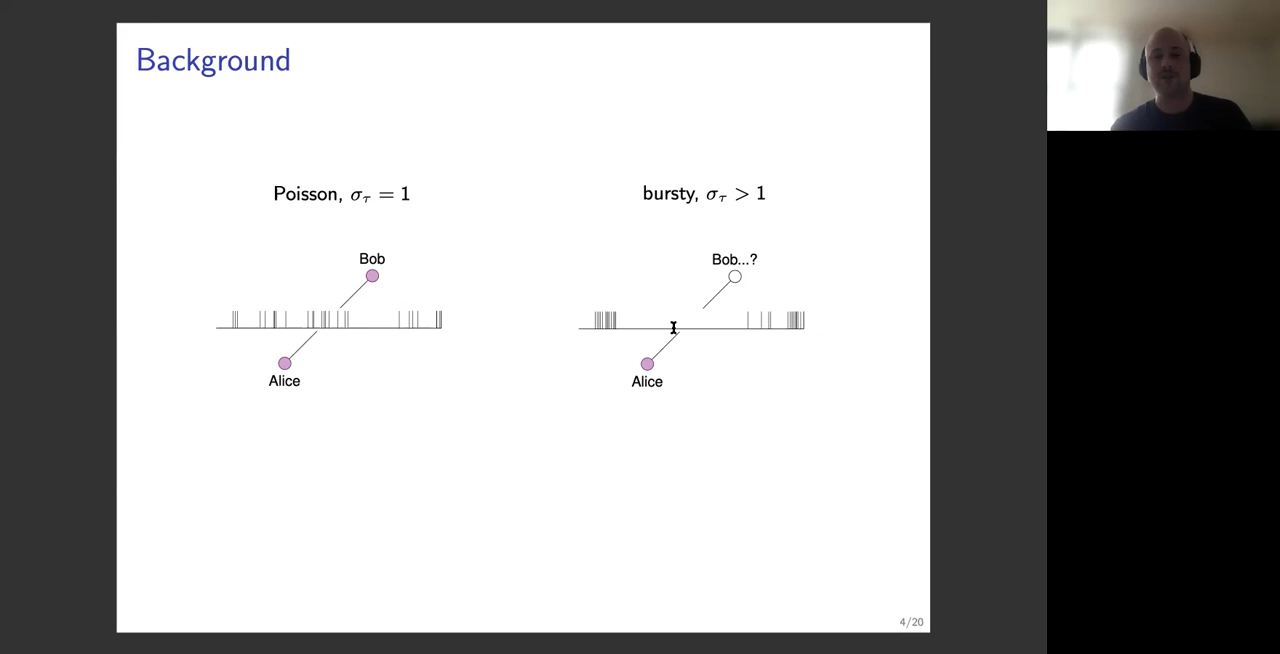 Background
Poisson, σ_τ = 1
bursty, σ_τ > 1
Bob
Bob...?
Alice
Alice
4/20